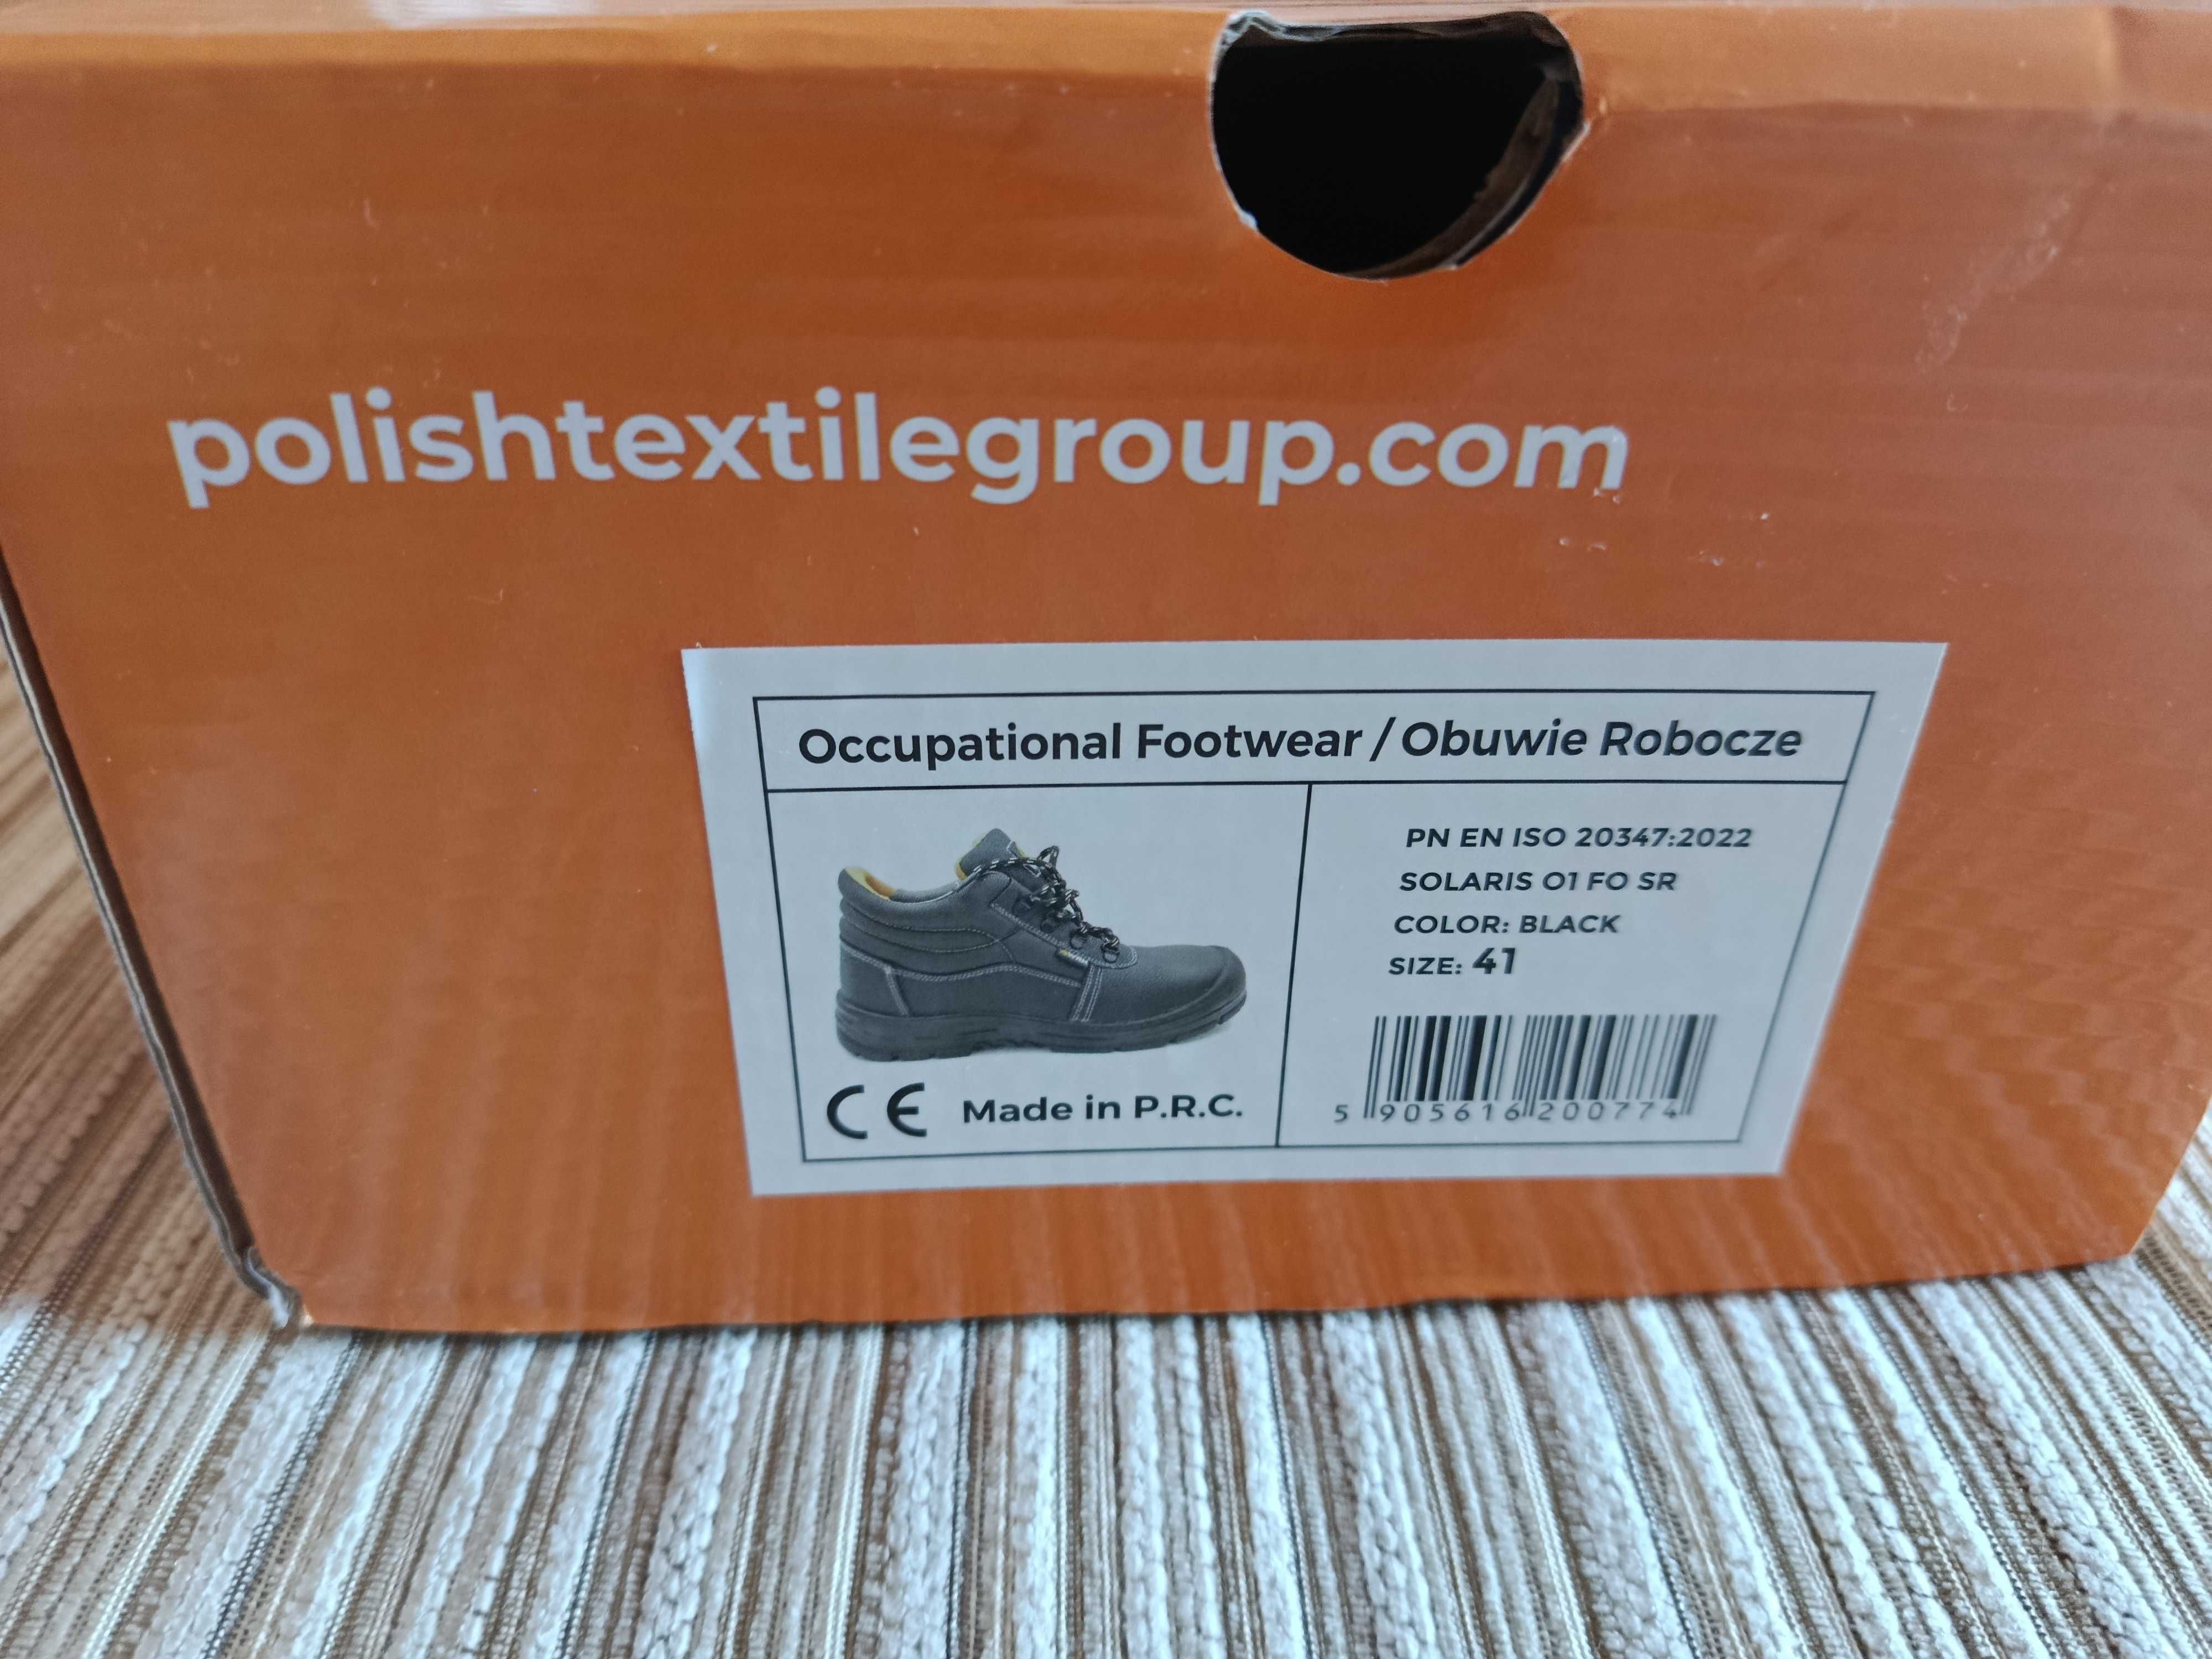 polishtextilegroup.com
Occupational Footwear / Obuwie Robocze
PN EN ISO 20347:2022
SOLARIS O1 FO SR
COLOR: BLACK
SIZE: 41
CE Made in P.R.C.
5 905616 200774